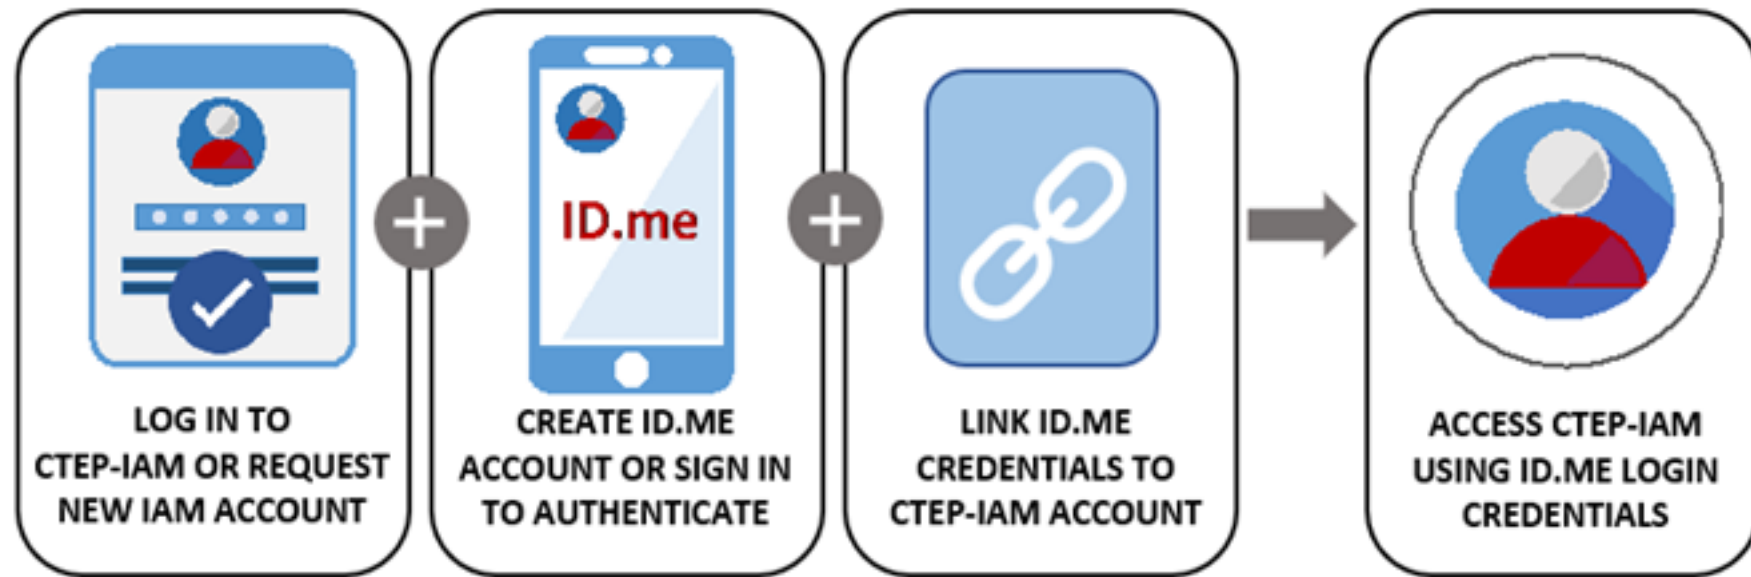 ID.me
LOG IN TO
CTEP-IAM OR REQUEST
NEW IAM ACCOUNT
CREATE ID.ME
ACCOUNT OR SIGN IN
TO AUTHENTICATE
LINK ID.ME
CREDENTIALS TO
CTEP-IAM ACCOUNT
ACCESS CTEP-IAM
USING ID.ME LOGIN
CREDENTIALS